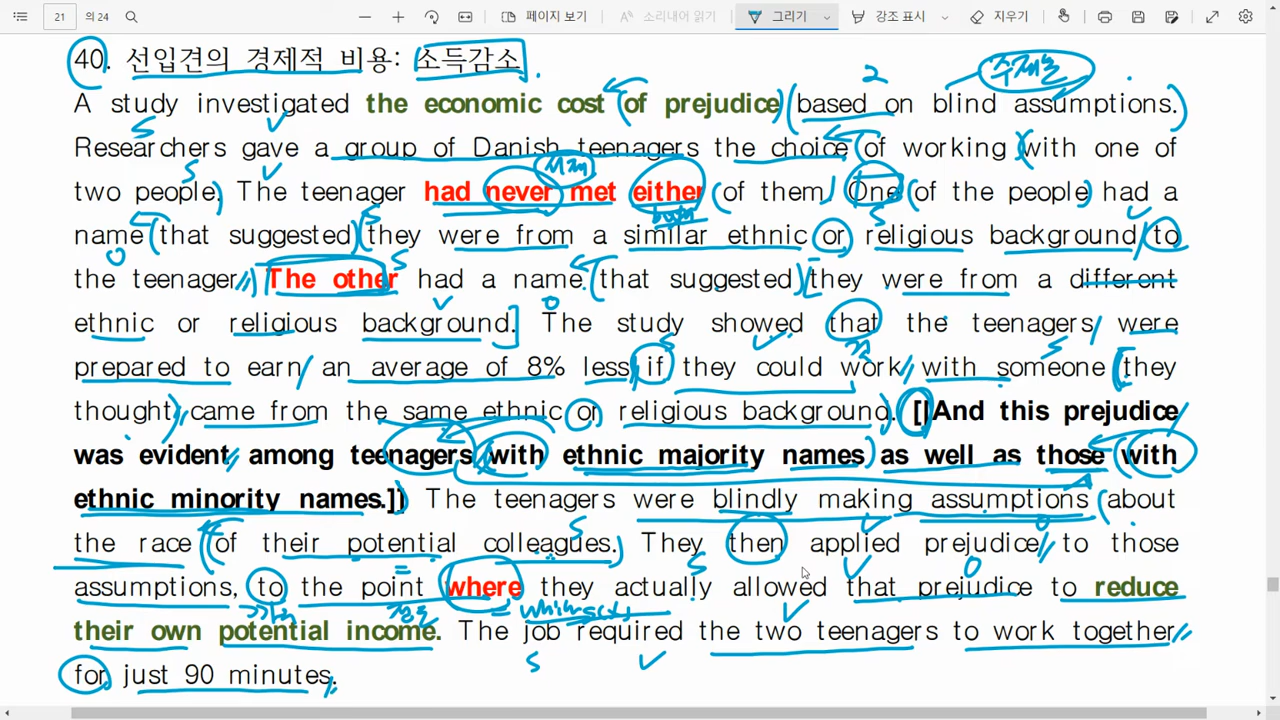 21 의 24 페이지 보기 소리내어 읽기 그리기 강조 표시 지우기
40. 선입견의 경제적 비용: 소득감소
주제문
2
A study investigated the economic cost of prejudice based on blind assumptions.
S V
Researchers gave a group of Danish teenagers the choice of working with one of
S V
two people. The teenager had never met either of them. One of the people had a
both S V
name that suggested they were from a similar ethnic or religious background to
O S
the teenager. The other had a name that suggested they were from a different
V O
ethnic or religious background. The study showed that the teenagers were
S V S
prepared to earn an average of 8% less if they could work with someone they
thought came from the same ethnic or religious background. [[And this prejudice
was evident among teenagers with ethnic majority names as well as those with
ethnic minority names.]] The teenagers were blindly making assumptions about
S V O
the race of their potential colleagues. They then applied prejudice to those
S V O
assumptions, to the point where they actually allowed that prejudice to reduce
V
their own potential income. The job required the two teenagers to work together
S V
for just 90 minutes.